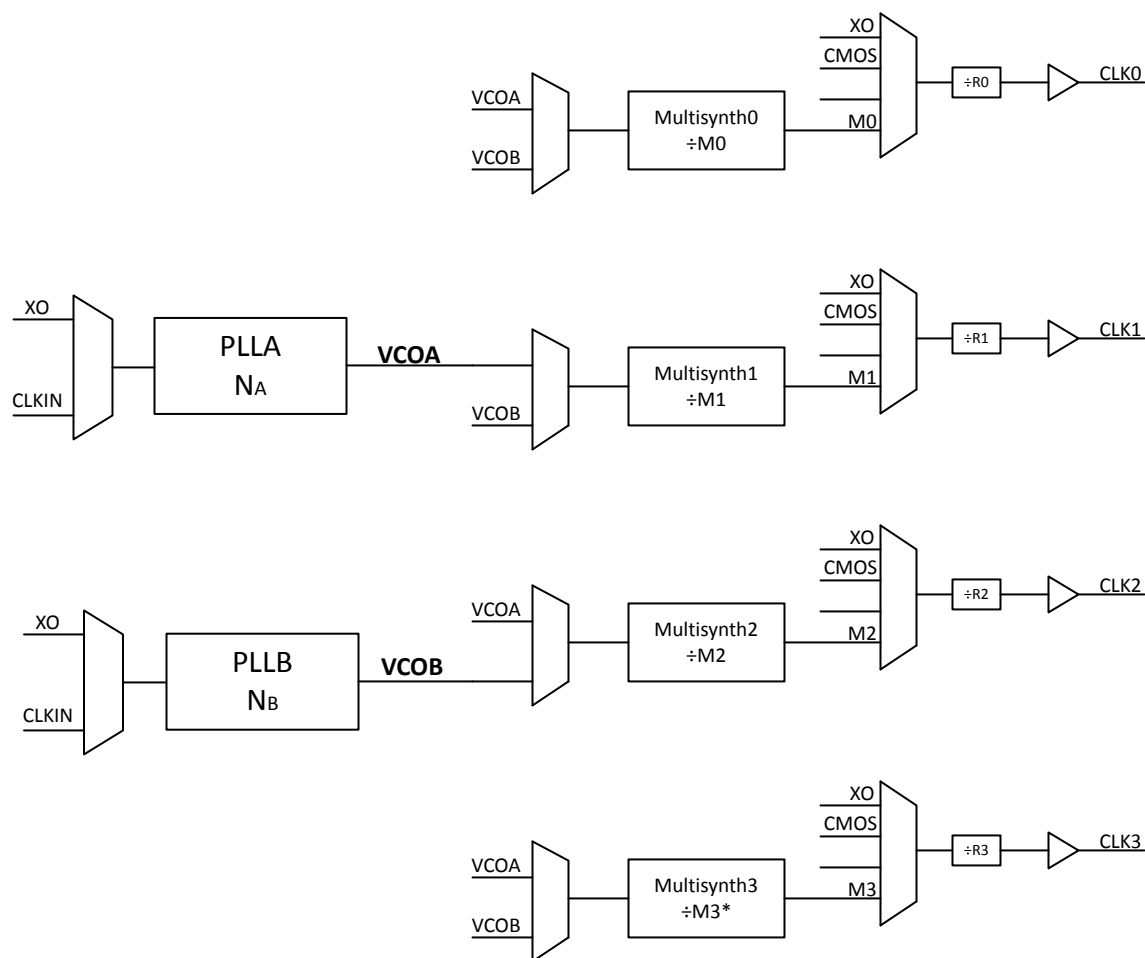 XO
CMOS
M0
÷R0
CLK0
VCOA
VCOB
Multisynth0
÷M0
XO
CLKIN
PLLA
NA
VCOA
VCOB
Multisynth1
÷M1
XO
CMOS
M1
÷R1
CLK1
XO
CLKIN
PLLB
NB
VCOB
VCOA
Multisynth2
÷M2
XO
CMOS
M2
÷R2
CLK2
VCOA
VCOB
Multisynth3
÷M3*
XO
CMOS
M3
÷R3
CLK3